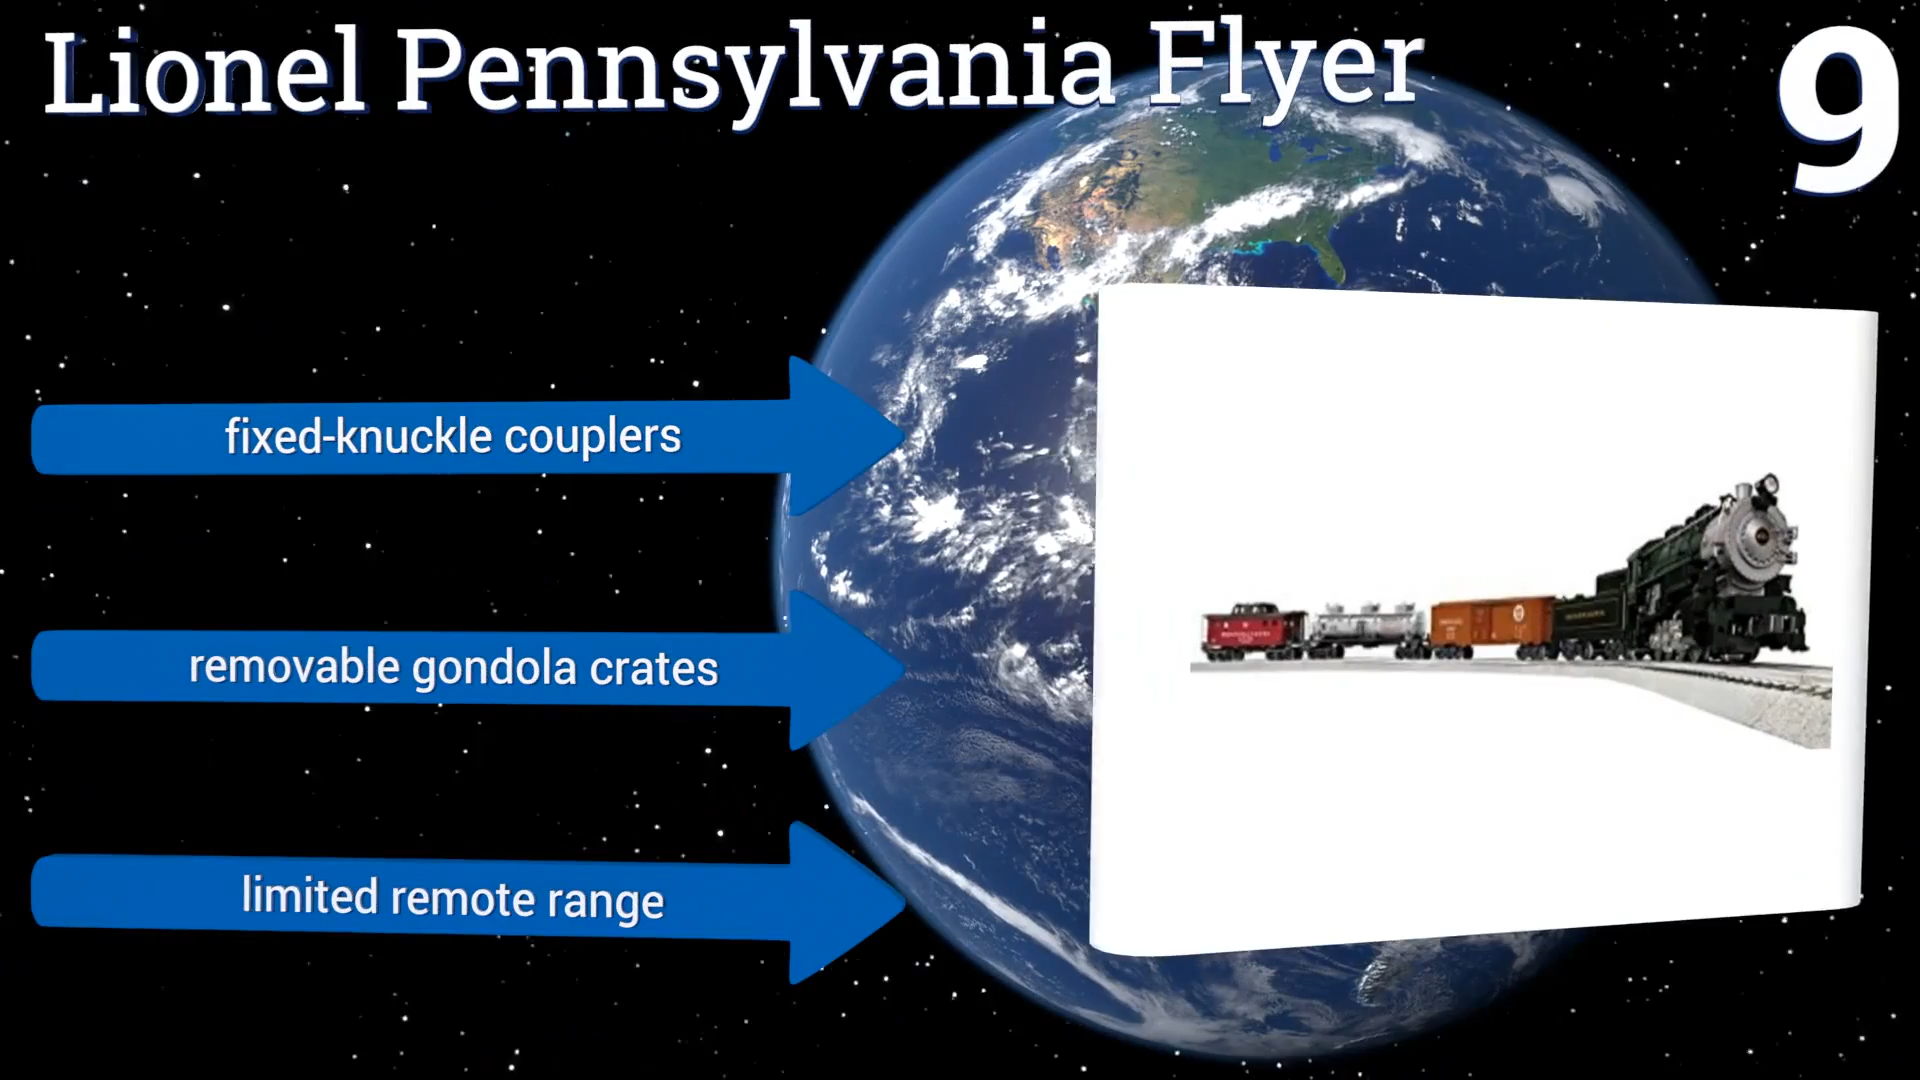 Lionel Pennsylvania Flyer
9
fixed-knuckle couplers
removable gondola crates
limited remote range